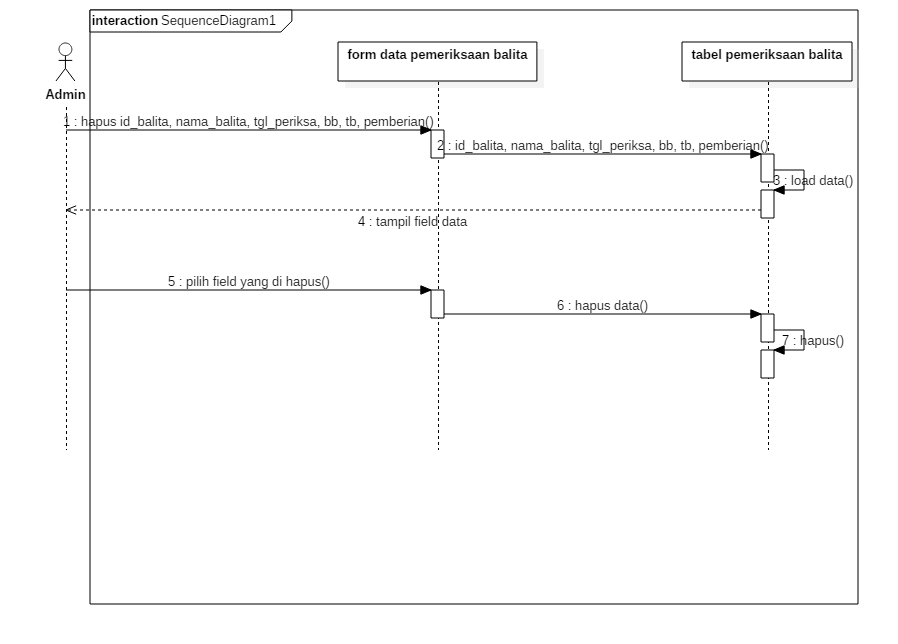 interaction SequenceDiagram1
form data pemeriksaan balita
tabel pemeriksaan balita
Admin
1 : hapus id_balita, nama_balita, tgl_periksa, bb, tb, pemberian()
2 : id_balita, nama_balita, tgl_periksa, bb, tb, pemberian()
3 : load data()
4 : tampil field data
5 : pilih field yang di hapus()
6 : hapus data()
7 : hapus()